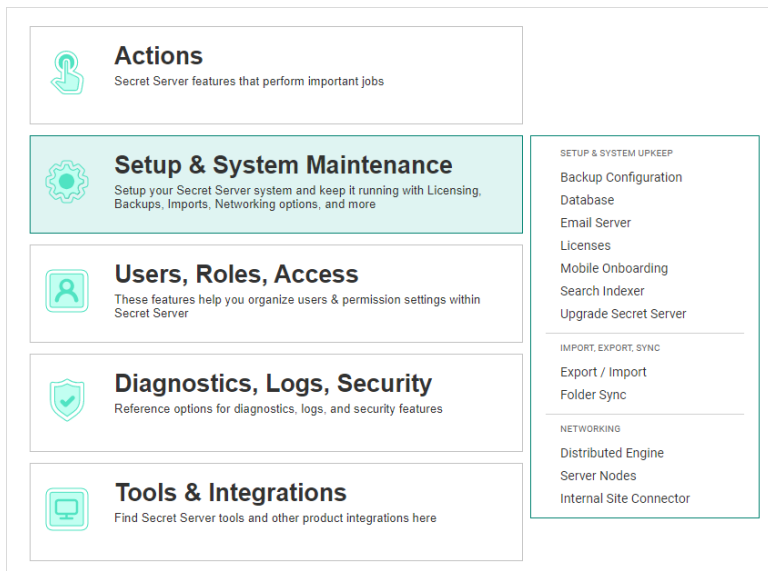 Actions
Secret Server features that perform important jobs
Setup & System Maintenance
Setup your Secret Server system and keep it running with Licensing,
Backups, Imports, Networking options, and more
Users, Roles, Access
These features help you organize users & permission settings within
Secret Server
Diagnostics, Logs, Security
Reference options for diagnostics, logs, and security features
Tools & Integrations
Find Secret Server tools and other product integrations here
SETUP & SYSTEM UPKEEP
Backup Configuration
Database
Email Server
Licenses
Mobile Onboarding
Search Indexer
Upgrade Secret Server
IMPORT, EXPORT, SYNC
Export / Import
Folder Sync
NETWORKING
Distributed Engine
Server Nodes
Internal Site Connector